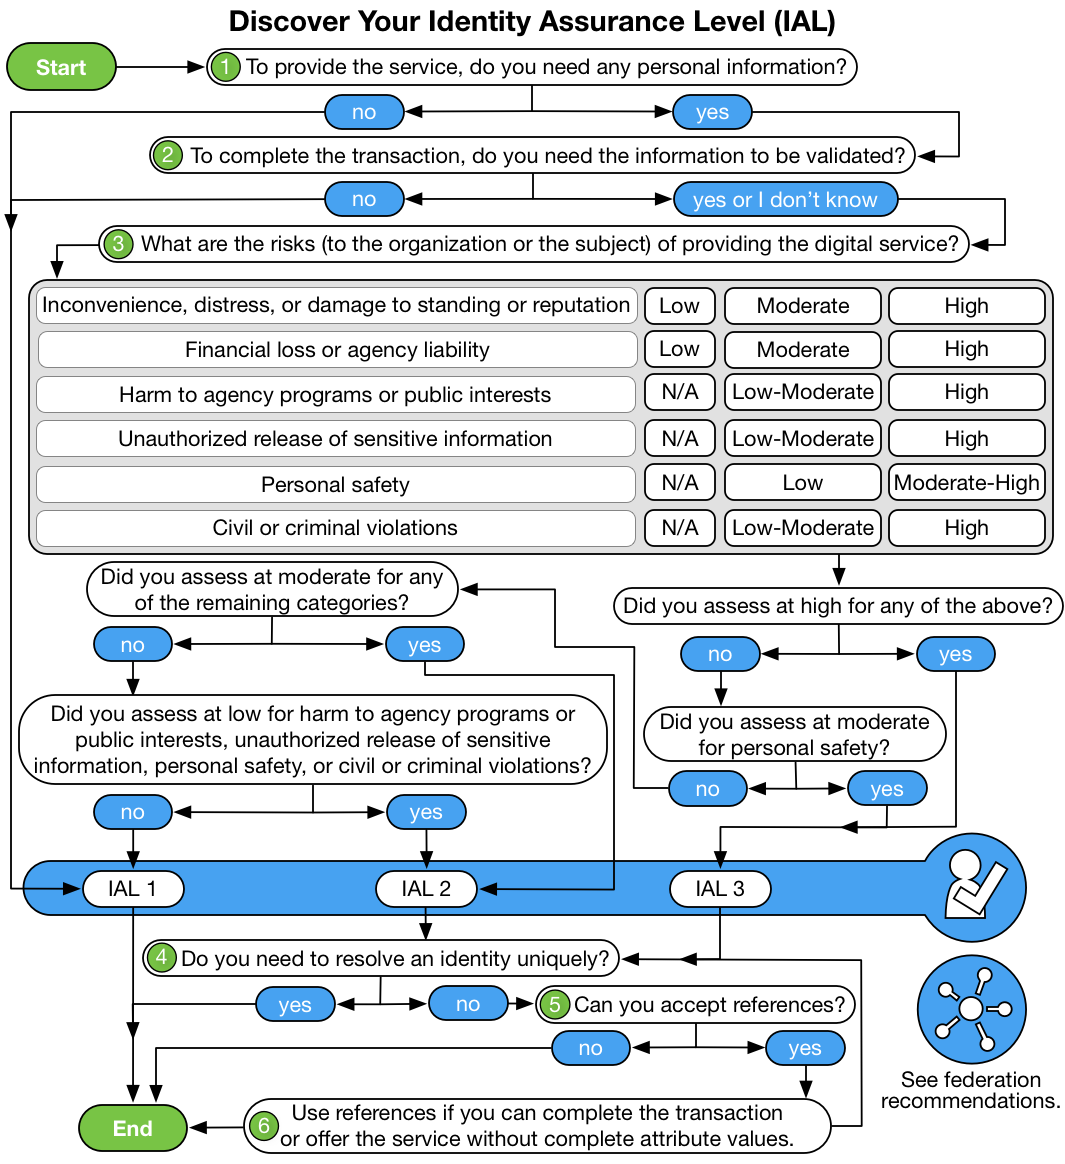 Discover Your Identity Assurance Level (IAL)
Start
1 To provide the service, do you need any personal information?
no
yes
2 To complete the transaction, do you need the information to be validated?
no
yes or I don't know
3 What are the risks (to the organization or the subject) of providing the digital service?
Inconvenience, distress, or damage to standing or reputation Low Moderate High
Financial loss or agency liability Low Moderate High
Harm to agency programs or public interests N/A Low-Moderate High
Unauthorized release of sensitive information N/A Low-Moderate High
Personal safety N/A Low Moderate-High
Civil or criminal violations N/A Low-Moderate High
Did you assess at high for any of the above?
no
yes
Did you assess at moderate
for personal safety?
no
yes
Did you assess at moderate for any
of the remaining categories?
no
yes
Did you assess at low for harm to agency programs or
public interests, unauthorized release of sensitive
information, personal safety, or civil or criminal violations?
no
yes
IAL 1
IAL 2
IAL 3
4 Do you need to resolve an identity uniquely?
yes
no
5 Can you accept references?
no
yes
6 Use references if you can complete the transaction
or offer the service without complete attribute values.
End
See federation
recommendations.